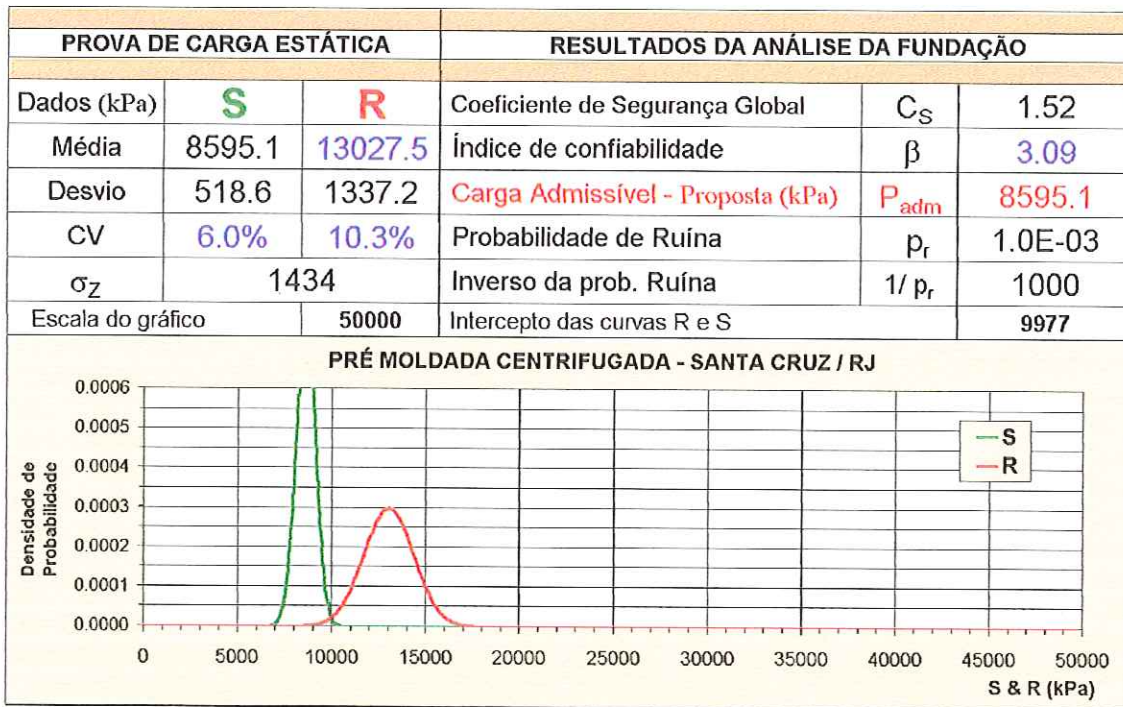 PROVA DE CARGA ESTÁTICA RESULTADOS DA ANÁLISE DA FUNDAÇÃO
Dados (kPa) S R Coeficiente de Segurança Global C_S 1.52
Média 8595.1 13027.5 Índice de confiabilidade β 3.09
Desvio 518.6 1337.2 Carga Admissível - Proposta (kPa) P_adm 8595.1
CV 6.0% 10.3% Probabilidade de Ruína p_r 1.0E-03
σ_Z 1434 Inverso da prob. Ruína 1/ p_r 1000
Escala do gráfico 50000 Intercepto das curvas R e S 9977
PRÉ MOLDADA CENTRIFUGADA - SANTA CRUZ / RJ
Densidade de
Probabilidade
0.0006
0.0005
0.0004
0.0003
0.0002
0.0001
0.0000
S
R
0 5000 10000 15000 20000 25000 30000 35000 40000 45000 50000
S & R (kPa)